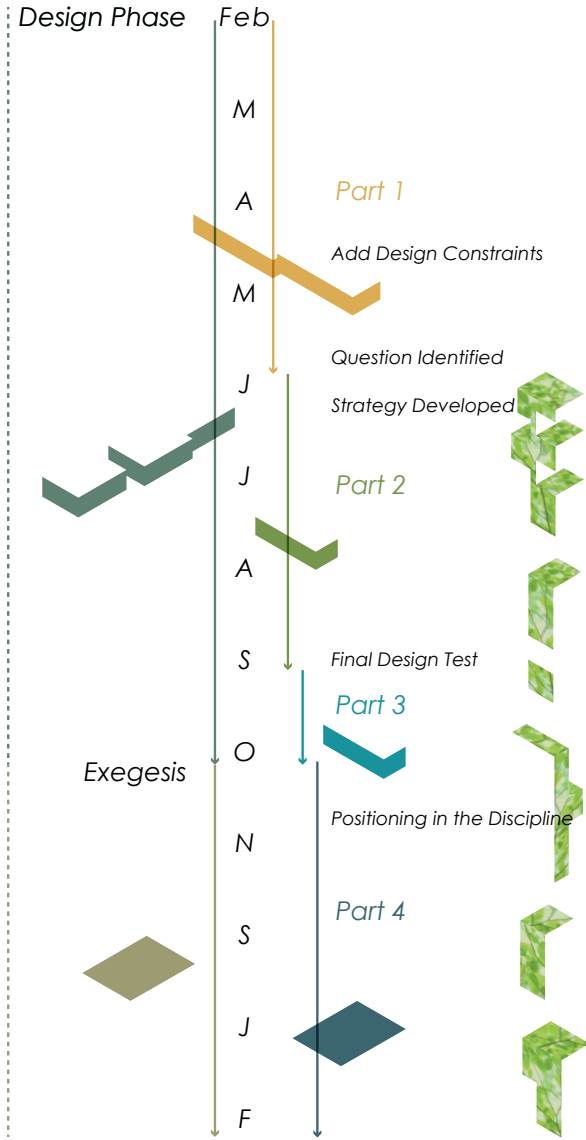 Design Phase
Feb
M
A
Part 1
Add Design Constraints
M
Question Identified
J
Strategy Developed
J
Part 2
A
S
Final Design Test
Part 3
O
Exegesis
Positioning in the Discipline
N
Part 4
S
J
F